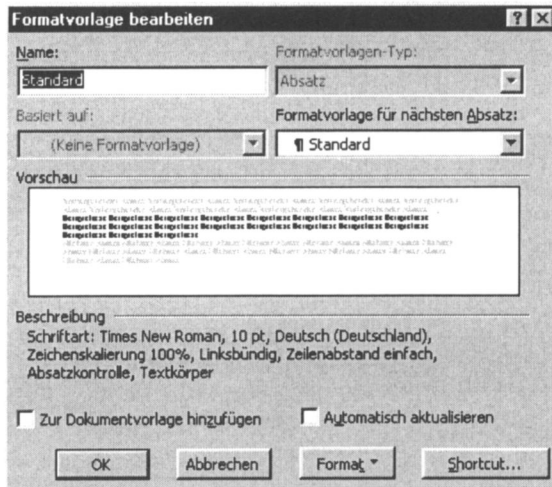 Formatvorlage bearbeiten
Name:
Formatvorlagen-Typ:
Standard
Absatz
Basiert auf:
Formatvorlage für nächsten Absatz:
(Keine Formatvorlage)
¶ Standard
Vorschau
Beschreibung
Schriftart: Times New Roman, 10 pt, Deutsch (Deutschland),
Zeichenskalierung 100%, Linksbündig, Zeilenabstand einfach,
Absatzkontrolle, Textkörper
Zur Dokumentvorlage hinzufügen
Automatisch aktualisieren
OK
Abbrechen
Format
Shortcut...